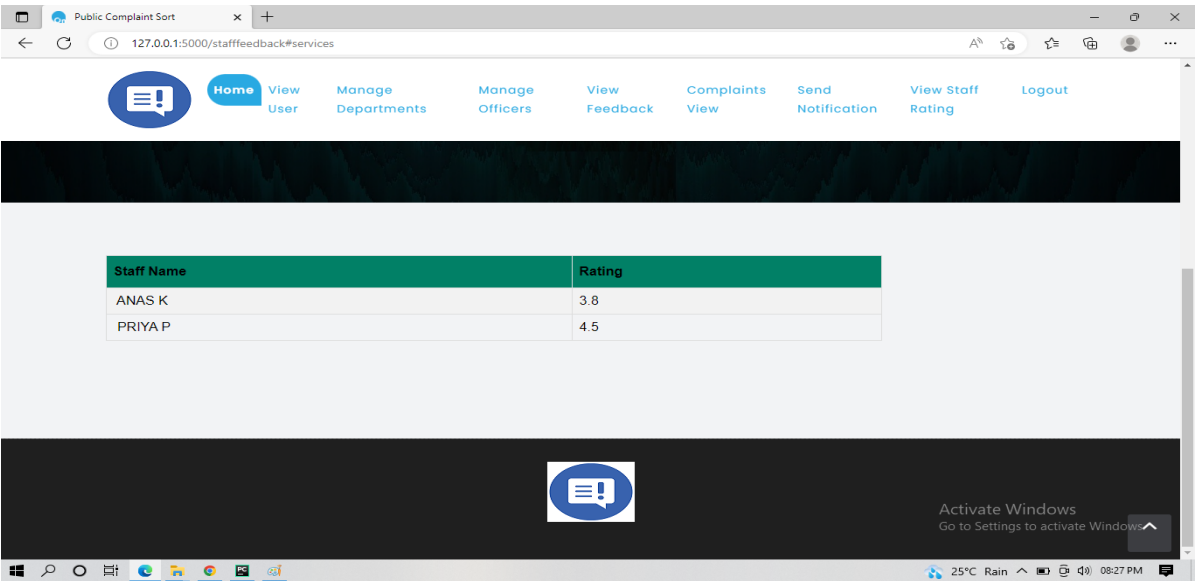 Public Complaint Sort
127.0.0.1:5000/stafffeedback#services
Home View User Manage Departments Manage Officers View Feedback Complaints View Send Notification View Staff Rating Logout
Staff Name Rating
ANAS K 3.8
PRIYA P 4.5
Activate Windows
Go to Settings to activate Windows.
25°C Rain 08:27 PM